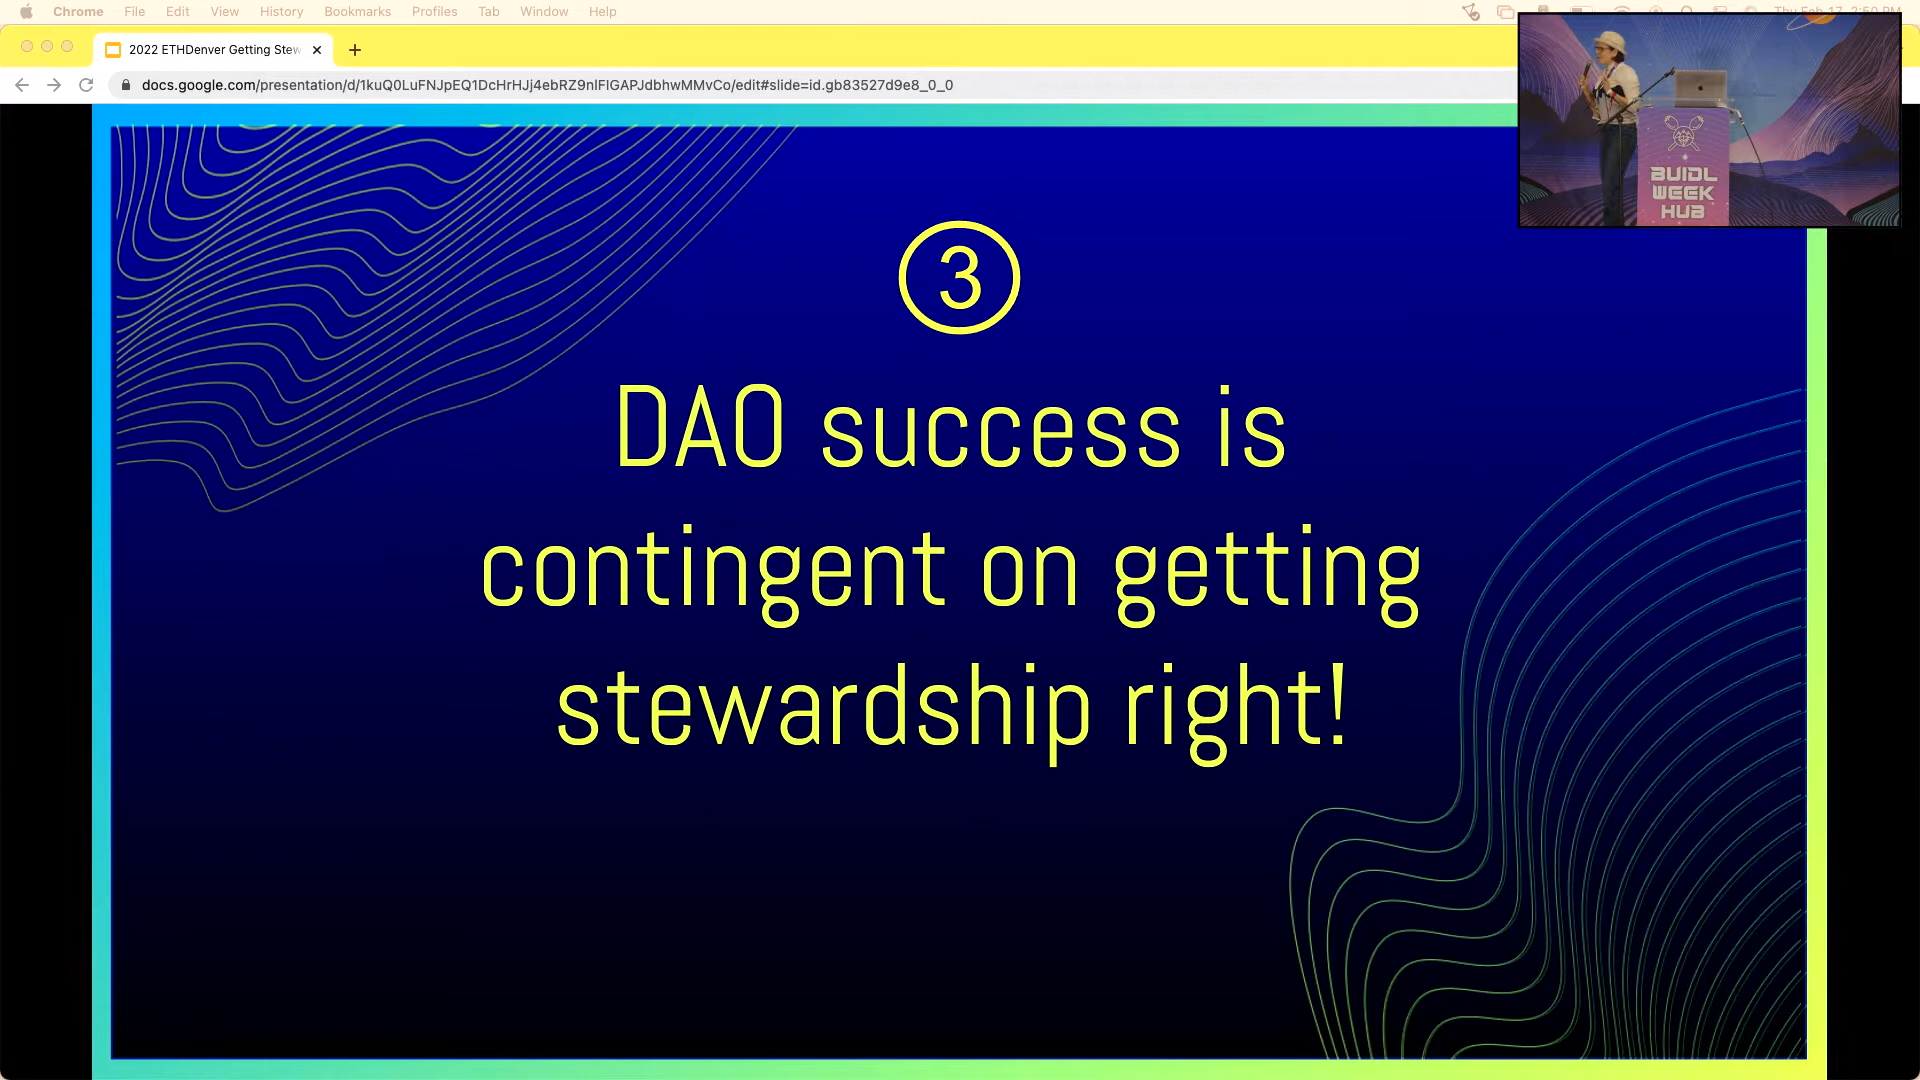 Chrome File Edit View History Bookmarks Profiles Tab Window Help
2022 ETHDenver Getting Stew
docs.google.com/presentation/d/1kuQ0LuFNJpEQ1DcHrHJj4ebRZ9nlFlGAPJdbhwMMvCo/edit#slide=id.gb83527d9e8_0_0
BUIDL
WEEK
HUB
3
DAO success is
contingent on getting
stewardship right!